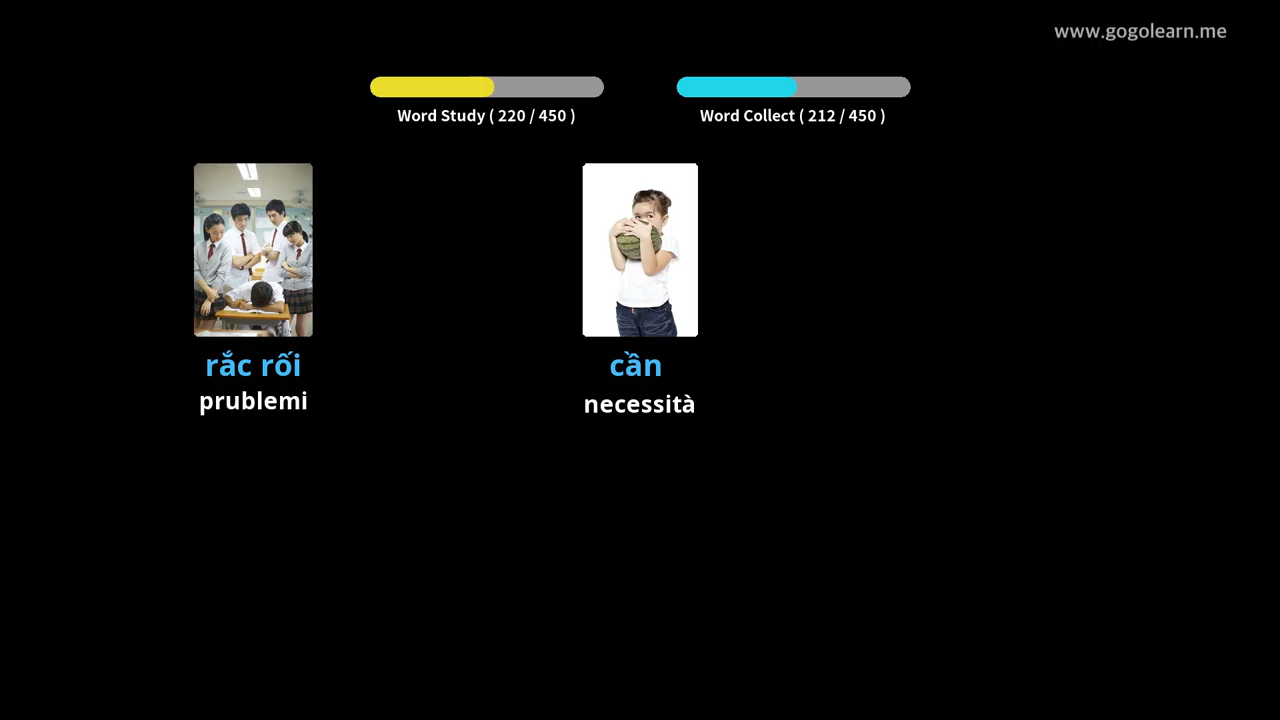 www.gogolearn.me
Word Study ( 220 / 450 )
Word Collect ( 212 / 450 )
rắc rối
prublemi
cần
necessità